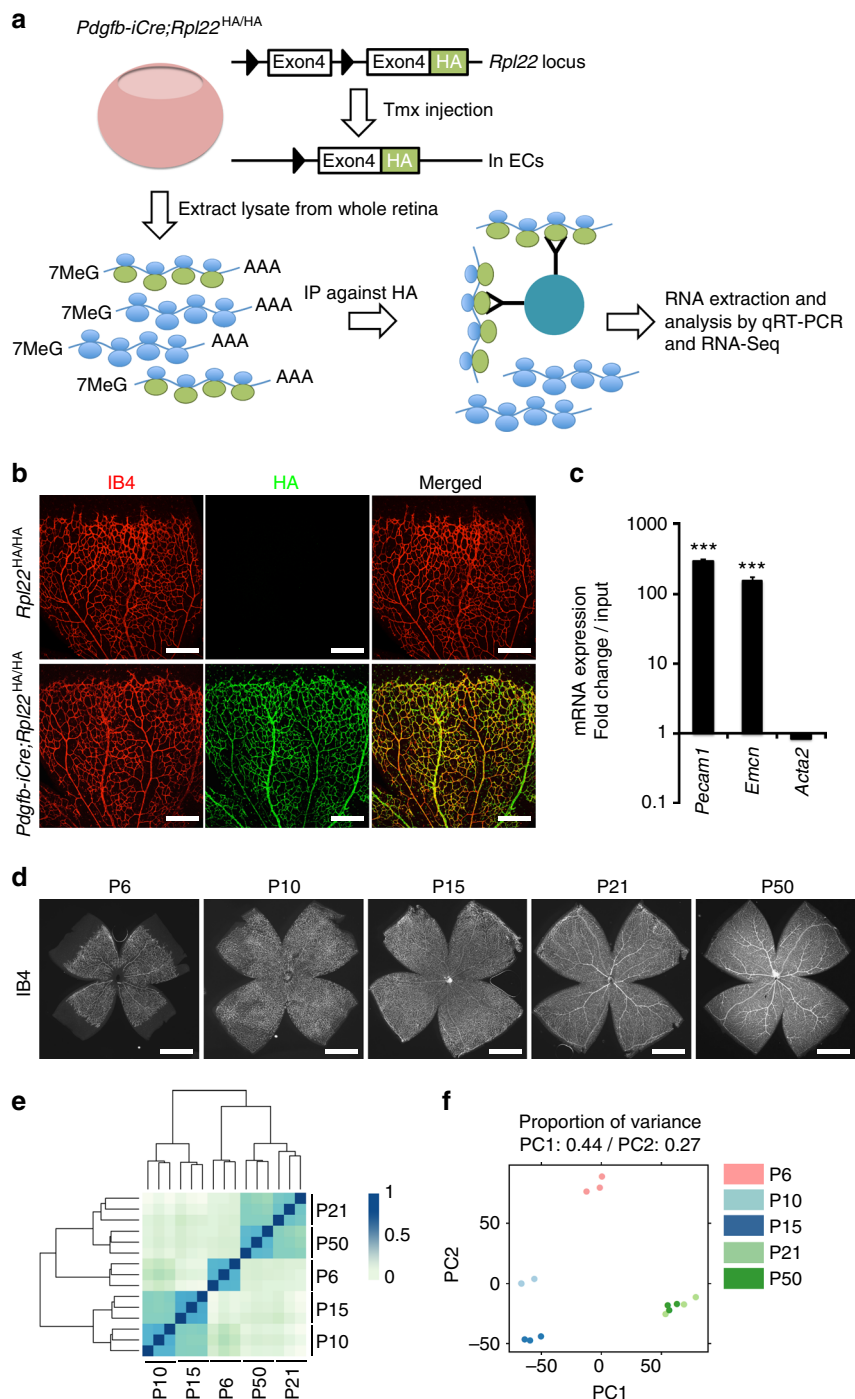 a
Pdgfb-iCre;Rpl22HA/HA
Exon4
Exon4
HA
Rpl22 locus
Tmx injection
Exon4
HA
In ECs
Extract lysate from whole retina
7MeG
AAA
7MeG
AAA
7MeG
AAA
7MeG
AAA
IP against HA
RNA extraction and
analysis by qRT-PCR
and RNA-Seq
b
IB4
HA
Merged
Rpl22HA/HA
Pdgfb-iCre;Rpl22HA/HA
c
mRNA expression
Fold change / input
1000
100
10
1
0.1
***
***
Pecam1
Emcn
Acta2
d
P6
P10
P15
P21
P50
IB4
e
1
0.5
0
P21
P50
P6
P15
P10
P10
P15
P6
P50
P21
f
Proportion of variance
PC1: 0.44 / PC2: 0.27
PC2
50
0
−50
−50
0
50
PC1
P6
P10
P15
P21
P50